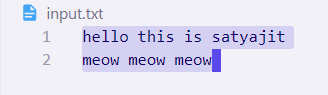 input.txt
1 hello this is satyajit
2 meow meow meow